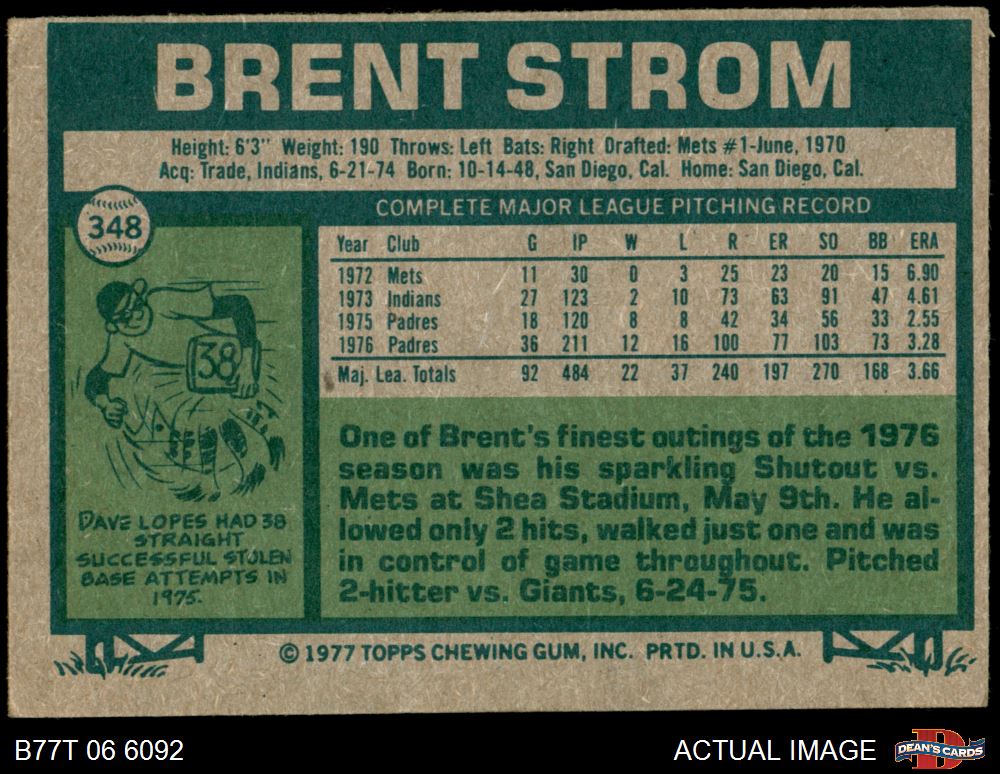 BRENT STROM
Height: 6'3" Weight: 190 Throws: Left Bats: Right Drafted: Mets #1-June, 1970
Acq: Trade, Indians, 6-21-74 Born: 10-14-48, San Diego, Cal. Home: San Diego, Cal.
348
COMPLETE MAJOR LEAGUE PITCHING RECORD
Year Club G IP W L R ER SO BB ERA
1972 Mets 11 30 0 3 25 23 20 15 6.90
1973 Indians 27 123 2 10 73 63 91 47 4.61
1975 Padres 18 120 8 8 42 34 56 33 2.55
1976 Padres 36 211 12 16 100 77 103 73 3.28
Maj. Lea. Totals 92 484 22 37 240 197 270 168 3.66
38
DAVE LOPES HAD 38
STRAIGHT
SUCCESSFUL STOLEN
BASE ATTEMPTS IN
1975.
One of Brent's finest outings of the 1976
season was his sparkling Shutout vs.
Mets at Shea Stadium, May 9th. He al-
lowed only 2 hits, walked just one and was
in control of game throughout. Pitched
2-hitter vs. Giants, 6-24-75.
© 1977 TOPPS CHEWING GUM, INC. PRTD. IN U.S.A.
B77T 06 6092
ACTUAL IMAGE
D
DEAN'S CARDS